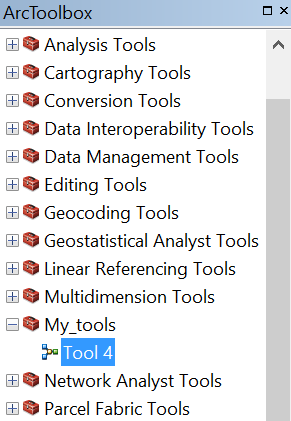 ArcToolbox
Analysis Tools
Cartography Tools
Conversion Tools
Data Interoperability Tools
Data Management Tools
Editing Tools
Geocoding Tools
Geostatistical Analyst Tools
Linear Referencing Tools
Multidimension Tools
My_tools
Tool 4
Network Analyst Tools
Parcel Fabric Tools